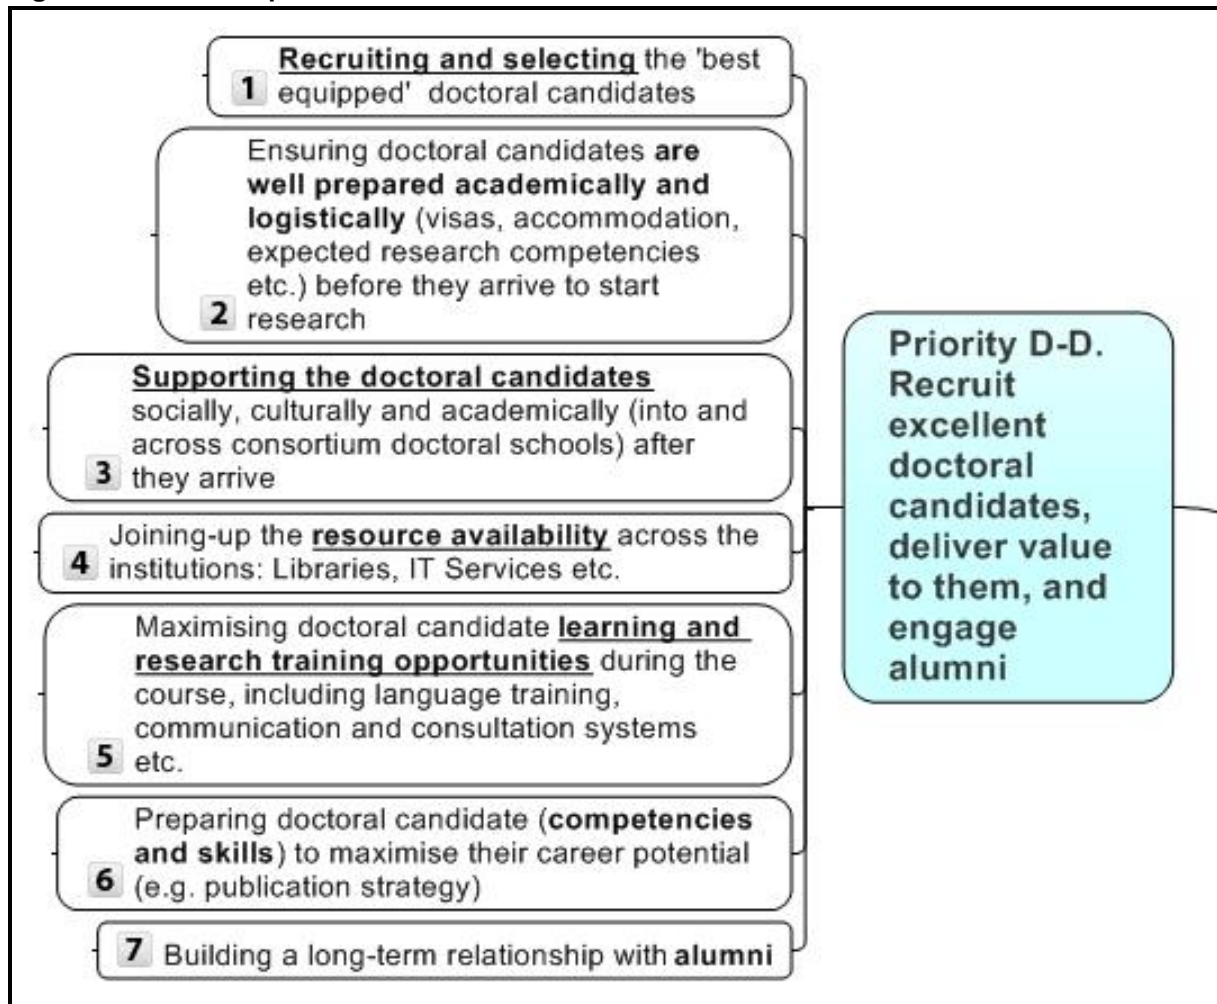 Recruiting and selecting the 'best
1 equipped' doctoral candidates
Ensuring doctoral candidates are
well prepared academically and
logistically (visas, accommodation,
expected research competencies
etc.) before they arrive to start
2 research
Supporting the doctoral candidates
socially, culturally and academically (into and
across consortium doctoral schools) after
3 they arrive
Joining-up the resource availability across the
4 institutions: Libraries, IT Services etc.
Maximising doctoral candidate learning and
research training opportunities during the
course, including language training,
communication and consultation systems
5 etc.
Preparing doctoral candidate (competencies
and skills) to maximise their career potential
6 (e.g. publication strategy)
7 Building a long-term relationship with alumni
Priority D-D.
Recruit
excellent
doctoral
candidates,
deliver value
to them, and
engage
alumni